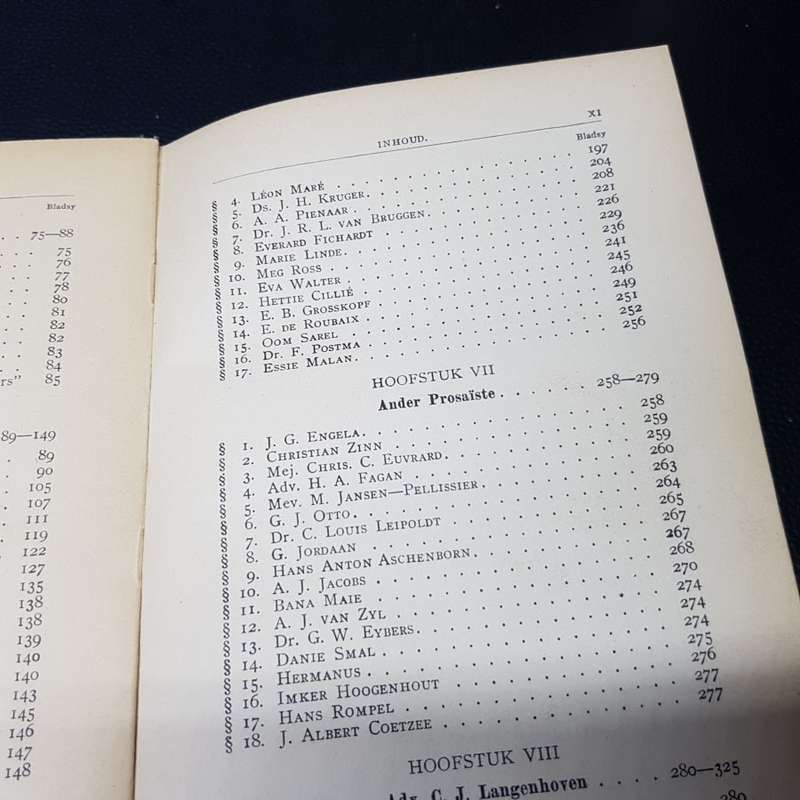 Bladsy
. . 75—88
. 75
76
77
78
80
81
82
82
83
. 84
rs” 85
89—149
. 89
. 90
. 105
107
. 111
. 119
. 122
127
135
138
138
139
140
140
143
145
146
147
148
INHOUD. XI
Bladsy
§ 4. LÉON MARÉ . . . . . . . . 197
§ 5. DS. J. H. KRUGER. . . . . . . . 204
§ 6. A. A. PIENAAR . . . . . . . . 208
§ 7. DR. J. R. L. VAN BRUGGEN. . . . . . 221
§ 8. EVERARD FICHARDT . . . . . . . 226
§ 9. MARIE LINDE. . . . . . . . . 229
§ 10. MEG ROSS . . . . . . . . . 236
§ 11. EVA WALTER . . . . . . . . 241
§ 12. HETTIE CILLIÉ . . . . . . . . 245
§ 13. E. B. GROSSKOPF . . . . . . . 246
§ 14. E. DE ROUBAIX . . . . . . . . 249
§ 15. OOM SAREL . . . . . . . . 251
§ 16. DR. F. POSTMA . . . . . . . . 252
§ 17. ESSIE MALAN. . . . . . . . . 256
HOOFSTUK VII
Ander Prosaïste . . . . . . 258—279
§ 1. J. G. ENGELA. . . . . . . . . 258
§ 2. CHRISTIAN ZINN . . . . . . . . 259
§ 3. MEJ. CHRIS. C. EUVRARD. . . . . . 259
§ 4. ADV. H. A. FAGAN . . . . . . . 260
§ 5. MEV. M. JANSEN—PELLISSIER. . . . . 263
§ 6. G. J. OTTO. . . . . . . . . 264
§ 7. DR. C. LOUIS LEIPOLDT . . . . . . 265
§ 8. G. JORDAAN . . . . . . . . 267
§ 9. HANS ANTON ASCHENBORN. . . . . . 267
§ 10. A. J. JACOBS . . . . . . . . 268
§ 11. BANA MAIE . . . . . . . . 270
§ 12. A. J. VAN ZYL . . . . . . . . 274
§ 13. DR. G. W. EYBERS. . . . . . . . 274
§ 14. DANIE SMAL . . . . . . . . 274
§ 15. HERMANUS . . . . . . . . . 275
§ 16. IMKER HOOGENHOUT . . . . . . . 276
§ 17. HANS ROMPEL . . . . . . . . 277
§ 18. J. ALBERT COETZEE . . . . . . . 277
HOOFSTUK VIII
Adv. C. J. Langenhoven . . . . 280—325
280